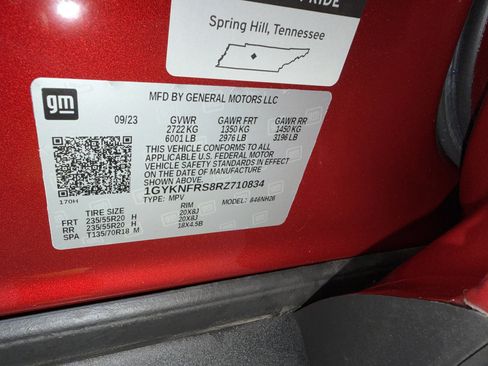 PRIDE
Spring Hill, Tennessee
gm
MFD BY GENERAL MOTORS LLC
09/23 GVWR GAWR FRT GAWR RR
2722 KG 1350 KG 1450 KG
6001 LB 2976 LB 3196 LB
THIS VEHICLE CONFORMS TO ALL
APPLICABLE U.S. FEDERAL MOTOR
VEHICLE SAFETY STANDARDS IN EFFECT
ON THE DATE OF MANUFACTURE
SHOWN ABOVE.
1GYKNFRS8RZ710834
170H TYPE: MPV MODEL: 646NH26
TIRE SIZE RIM
FRT 235/55R20 H 20X8J
RR 235/55R20 H 20X8J
SPA T135/70R18 M 18X4.5B